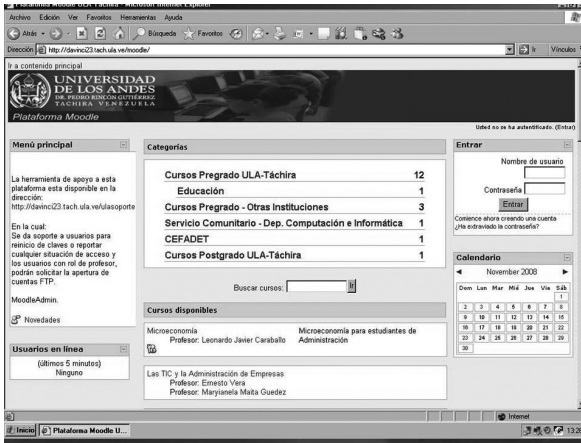 Plataforma Moodle ULA Táchira - Microsoft Internet Explorer
Archivo Edición Ver Favoritos Herramientas Ayuda
Atrás Búsqueda Favoritos
Dirección http://davinci23.tach.ula.ve/moodle/ Ir Vínculos
Ir a contenido principal
UNIVERSIDAD
DE LOS ANDES
DR. PEDRO RINCÓN GUTIÉRREZ
TACHIRA VENEZUELA
Plataforma Moodle
Usted no se ha autentificado. (Entrar)
Menú principal
La herramienta de apoyo a esta
plataforma esta disponible en la
dirección:
http://davinci23.tach.ula.ve/ulasoporte
En la cual:
Se da soporte a usuarios para
reinicio de claves o reportar
cualquier situación de acceso y
los usuarios con rol de profesor,
podrán solicitar la apertura de
cuentas FTP.
MoodleAdmin.
Novedades
Usuarios en línea
(últimos 5 minutos)
Ninguno
Categorías
Cursos Pregrado ULA-Táchira 12
Educación 1
Cursos Pregrado - Otras Instituciones 3
Servicio Comunitario - Dep. Computación e Informática 1
CEFADET 1
Cursos Postgrado ULA-Táchira 1
Buscar cursos: Ir
Cursos disponibles
Microeconomía
Profesor: Leonardo Javier Caraballo
Microeconomía para estudiantes de
Administración
Las TIC y la Administración de Empresas
Profesor: Ernesto Vera
Profesor: Maryianela Maita Guedez
Entrar
Nombre de usuario
Contraseña
Entrar
Comience ahora creando una cuenta
¿Ha extraviado la contraseña?
Calendario
November 2008
Dom Lun Mar Mié Jue Vie Sáb
1
2 3 4 5 6 7 8
9 10 11 12 13 14 15
16 17 18 19 20 21 22
23 24 25 26 27 28 29
30
Internet
Inicio Plataforma Moodle U... 13:28